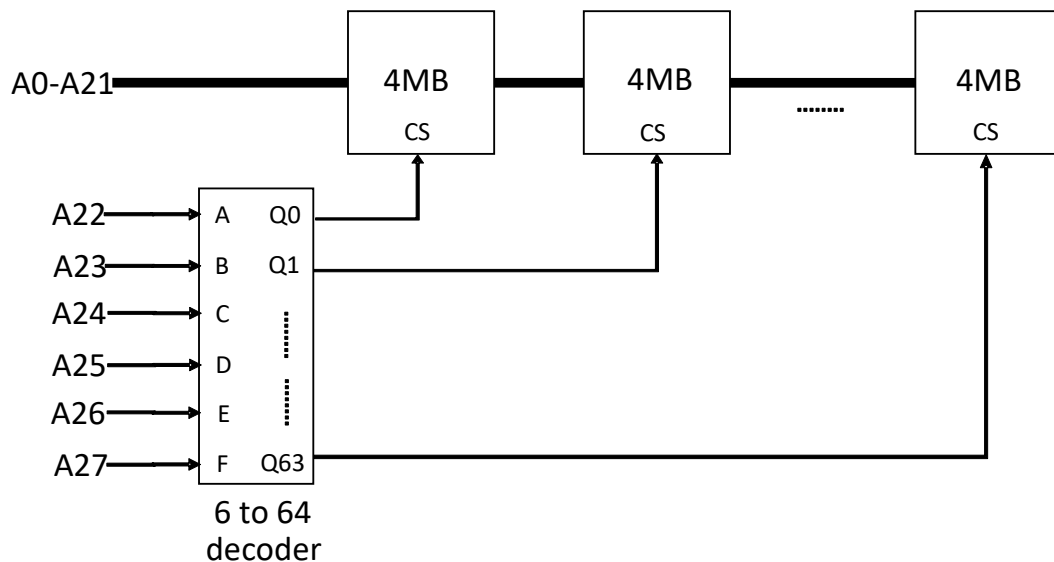 4MB
4MB
4MB
A0-A21
CS
CS
CS
A22
A
Q0
A23
B
Q1
A24
C
A25
D
A26
E
A27
F
Q63
6 to 64
decoder